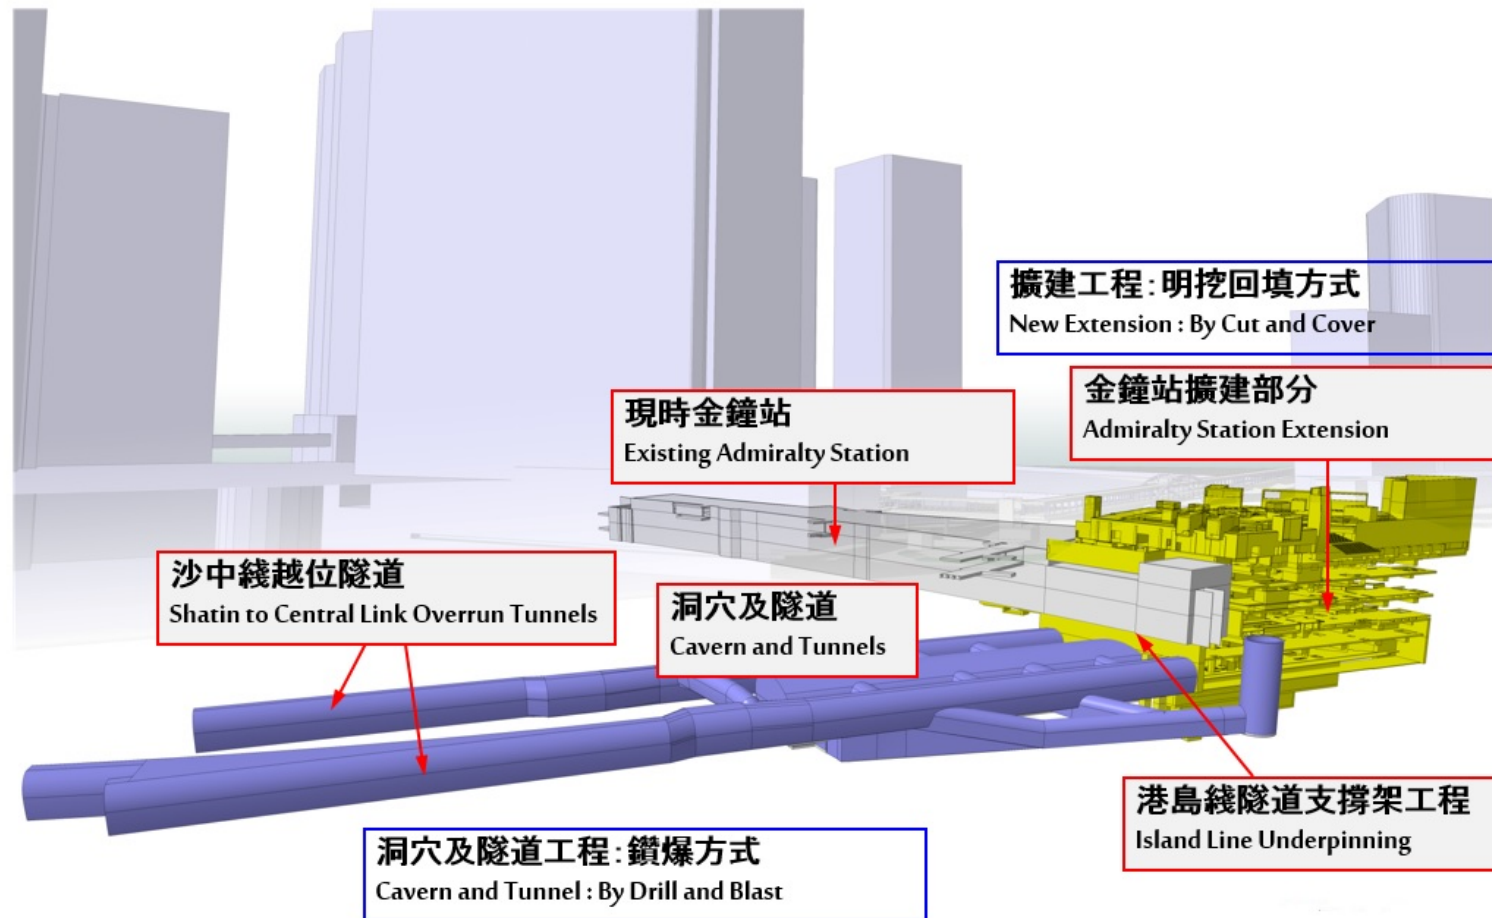 擴建工程:明挖回填方式
New Extension : By Cut and Cover
金鐘站擴建部分
Admiralty Station Extension
現時金鐘站
Existing Admiralty Station
沙中綫越位隧道
Shatin to Central Link Overrun Tunnels
洞穴及隧道
Cavern and Tunnels
港島綫隧道支撐架工程
Island Line Underpinning
洞穴及隧道工程:鑽爆方式
Cavern and Tunnel : By Drill and Blast